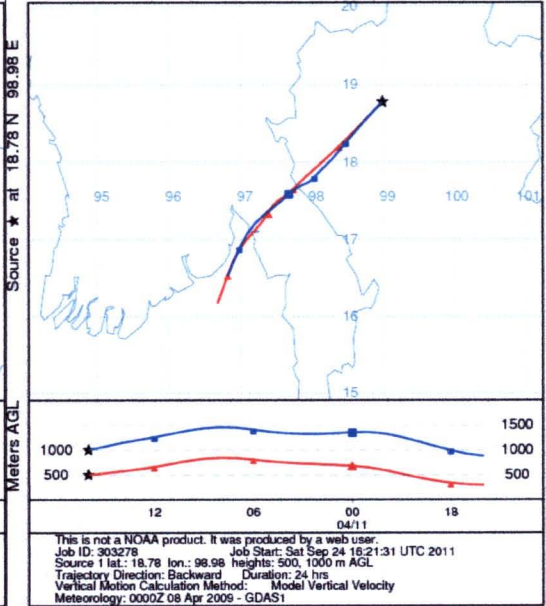 20
19
18
95 96 97 98 99 100 101
17
16
15
Source ★ at 18.78 N 98.98 E
Meters AGL
1500
1000 1000
500 500
12 06 00 18
04/11
This is not a NOAA product. It was produced by a web user.
Job ID: 303278 Job Start: Sat Sep 24 16:21:31 UTC 2011
Source 1 lat.: 18.78 lon.: 98.98 heights: 500, 1000 m AGL
Trajectory Direction: Backward Duration: 24 hrs
Vertical Motion Calculation Method: Model Vertical Velocity
Meteorology: 0000Z 08 Apr 2009 - GDAS1